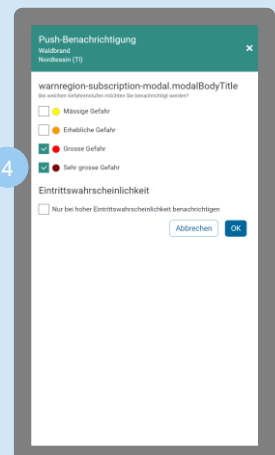 Push-Benachrichtigung
Waldbrand
Nordtessin (TI)
warnregion-subscription-modal.modalBodyTitle
Bei welchen Gefahrenstufen möchten Sie benachrichtigt werden?
Mässige Gefahr
Erhebliche Gefahr
Grosse Gefahr
4
Sehr grosse Gefahr
Eintrittswahrscheinlichkeit
Nur bei hoher Eintrittswahrscheinlichkeit benachrichtigen
Abbrechen OK